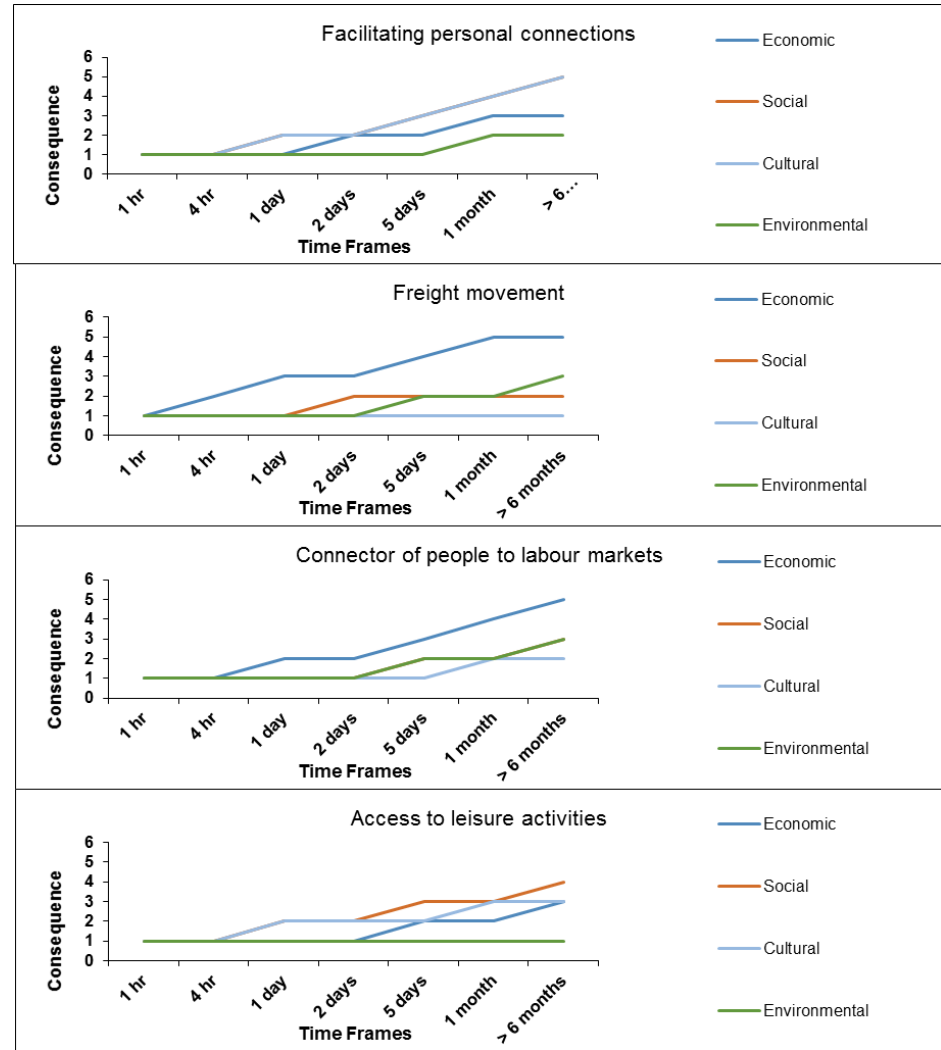 Facilitating personal connections
Consequence
6
5
4
3
2
1
0
1 hr
4 hr
1 day
2 days
5 days
1 month
> 6...
Time Frames
Economic
Social
Cultural
Environmental
Freight movement
Consequence
6
5
4
3
2
1
0
1 hr
4 hr
1 day
2 days
5 days
1 month
> 6 months
Time Frames
Economic
Social
Cultural
Environmental
Connector of people to labour markets
Consequence
6
5
4
3
2
1
0
1 hr
4 hr
1 day
2 days
5 days
1 month
> 6 months
Time Frames
Economic
Social
Cultural
Environmental
Access to leisure activities
Consequence
6
5
4
3
2
1
0
1 hr
4 hr
1 day
2 days
5 days
1 month
> 6 months
Time Frames
Economic
Social
Cultural
Environmental